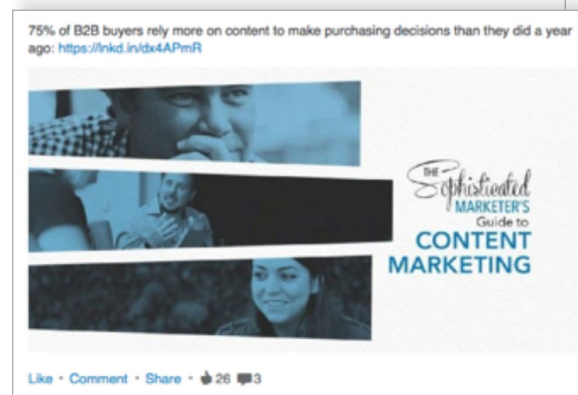 75% of B2B buyers rely more on content to make purchasing decisions than they did a year
ago: https://lnkd.in/dx4APmR
THE
Sophisticated
MARKETER'S
Guide to
CONTENT
MARKETING
Like • Comment • Share • 26 3